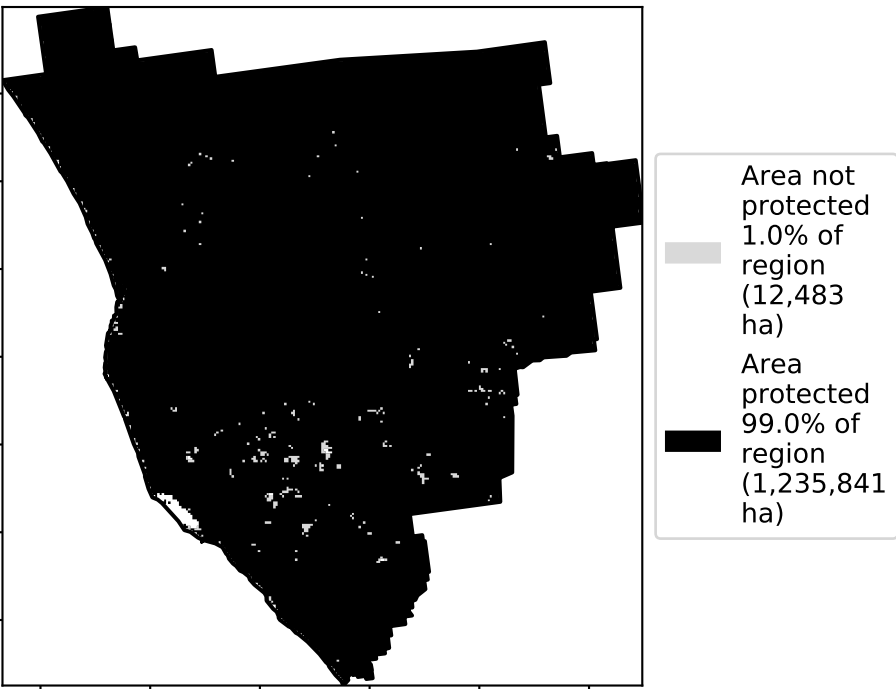 Area not
protected
1.0% of
region
(12,483
ha)
Area
protected
99.0% of
region
(1,235,841
ha)